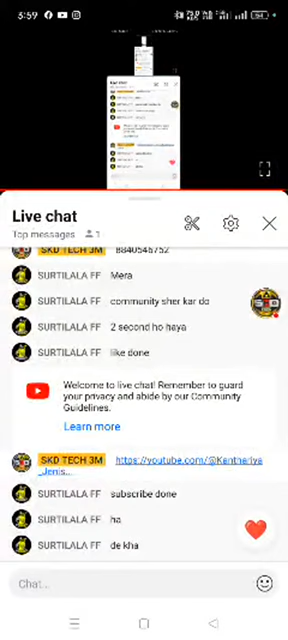 3:59
Live chat
Top messages 1
SKD TECH 3M 8840546752
SURTILALA FF Mera
SURTILALA FF community sher kar do
SURTILALA FF 2 second ho haya
SURTILALA FF like done
Welcome to live chat! Remember to guard
your privacy and abide by our Community
Guidelines.
Learn more
SKD TECH 3M https://youtube.com/@Kanthariya
_Jenis...
SURTILALA FF subscribe done
SURTILALA FF ha
SURTILALA FF de kha
Chat...